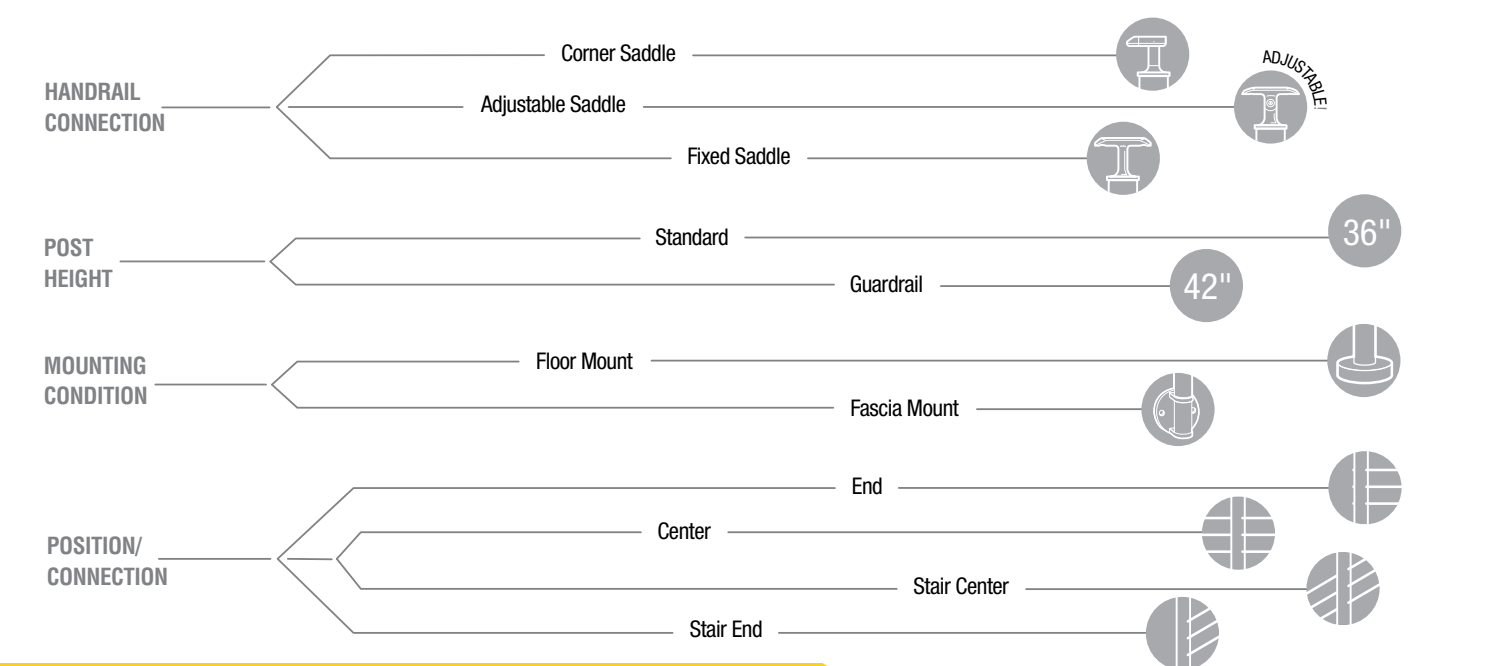 HANDRAIL
CONNECTION
Corner Saddle
Adjustable Saddle
ADJUSTABLE!
Fixed Saddle
POST
HEIGHT
Standard
36"
Guardrail
42"
MOUNTING
CONDITION
Floor Mount
Fascia Mount
POSITION/
CONNECTION
End
Center
Stair Center
Stair End